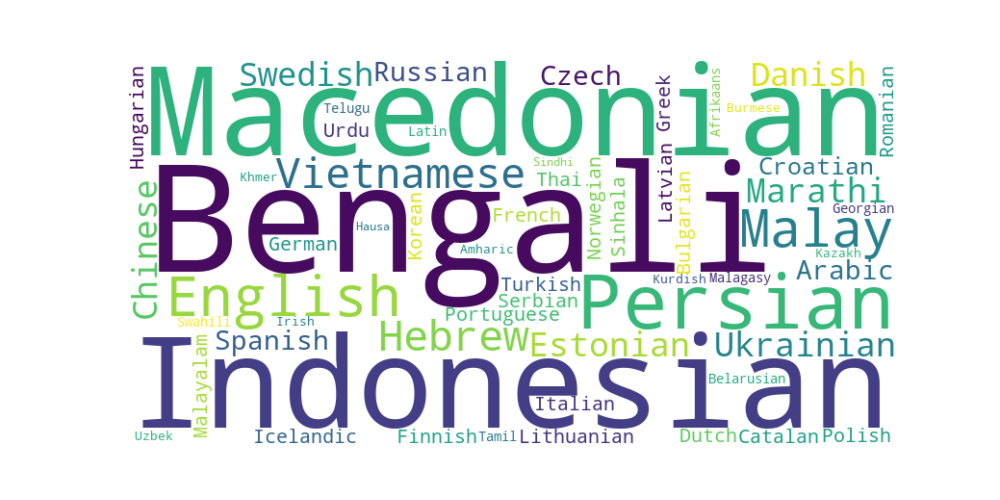 Hungarian
Macedonian
Swedish
Russian
Czech
Danish
Romanian
Telugu
Urdu
Latin
Latvian
Greek
Afrikaans
Burmese
Bengali
Khmer
Vietnamese
Sindhi
Thai
Croatian
Marathi
Georgian
Chinese
Korean
German
Hausa
French
Amharic
Norwegian
Sinhala
Bulgarian
Malay
Kazakh
Arabic
English
Turkish
Serbian
Portuguese
Kurdish
Malagasy
Persian
Swahili
Irish
Spanish
Hebrew
Estonian
Ukrainian
Malayalam
Indonesian
Belarusian
Italian
Uzbek
Icelandic
Finnish
Tamil
Lithuanian
Dutch
Catalan
Polish